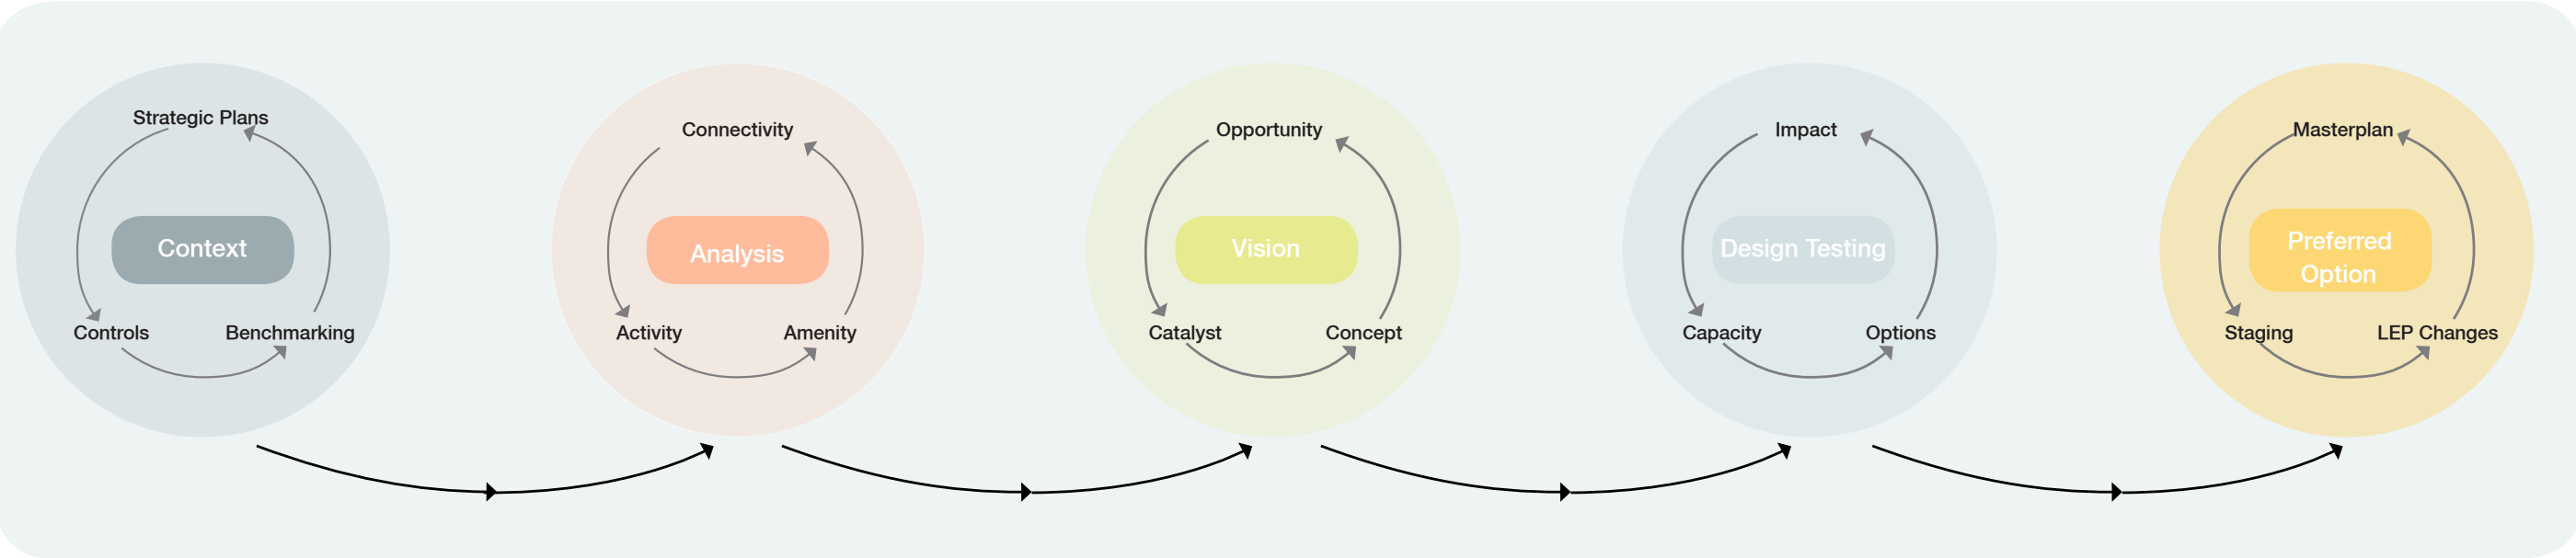 Strategic Plans
Context
Controls
Benchmarking
Connectivity
Analysis
Activity
Amenity
Opportunity
Vision
Catalyst
Concept
Impact
Design Testing
Capacity
Options
Masterplan
Preferred
Option
Staging
LEP Changes